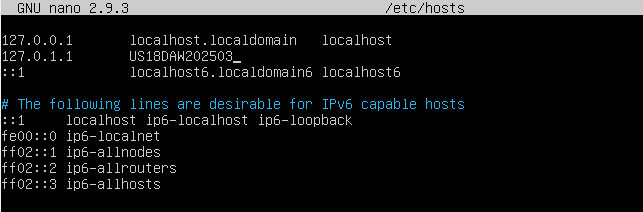 GNU nano 2.9.3 /etc/hosts
127.0.0.1 localhost.localdomain localhost
127.0.1.1 US18DAW202503_
::1 localhost6.localdomain6 localhost6
# The following lines are desirable for IPv6 capable hosts
::1 localhost ip6-localhost ip6-loopback
fe00::0 ip6-localnet
ff02::1 ip6-allnodes
ff02::2 ip6-allrouters
ff02::3 ip6-allhosts